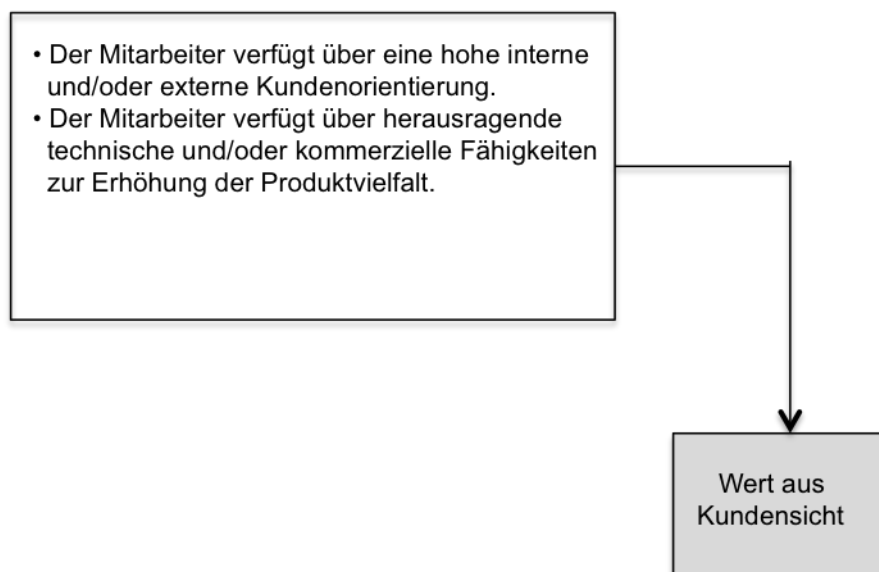 • Der Mitarbeiter verfügt über eine hohe interne
und/oder externe Kundenorientierung.
• Der Mitarbeiter verfügt über herausragende
technische und/oder kommerzielle Fähigkeiten
zur Erhöhung der Produktvielfalt.
Wert aus
Kundensicht